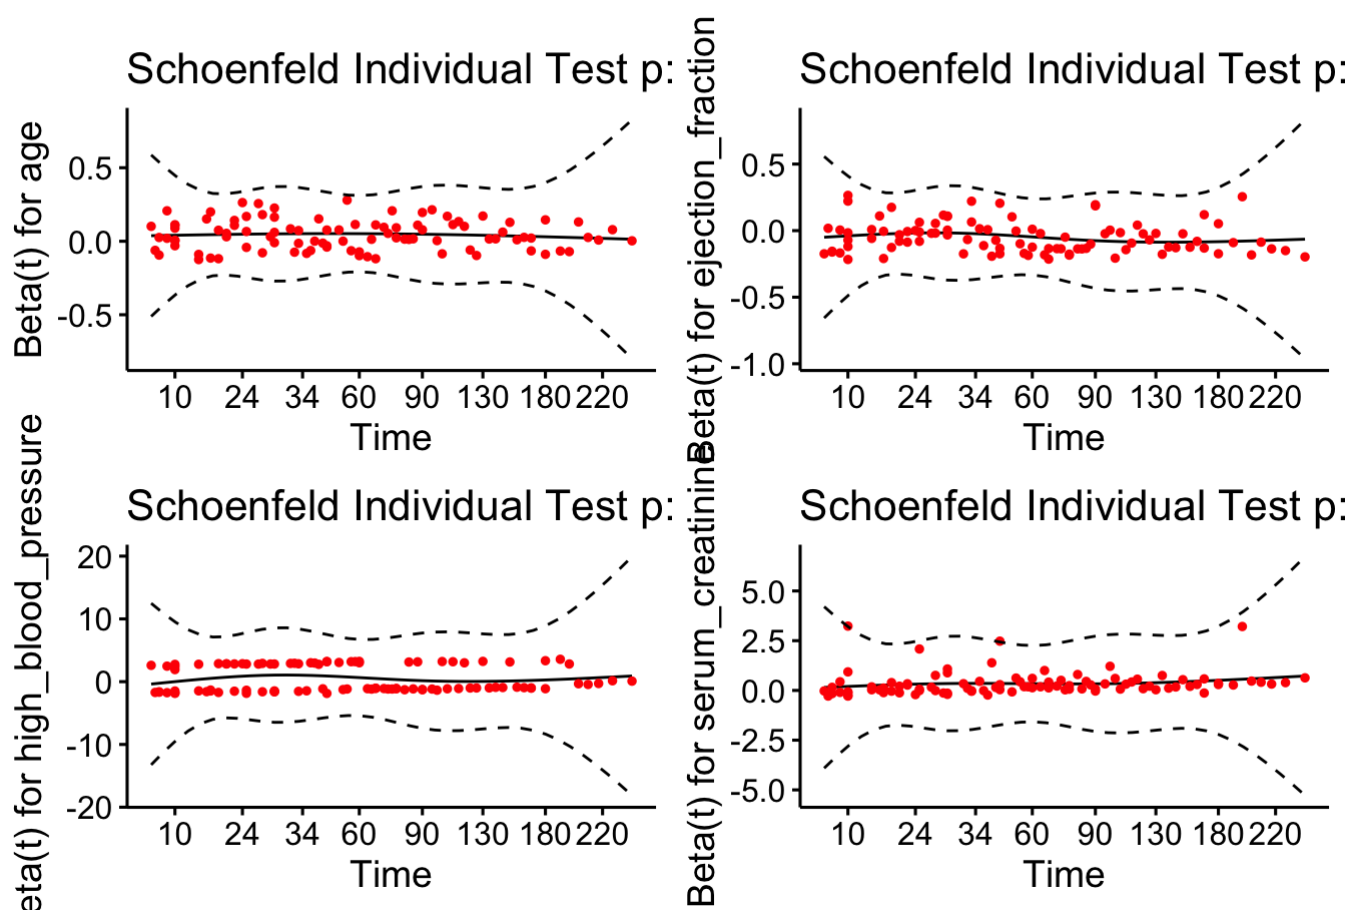 Schoenfeld Individual Test p:
Beta(t) for age
0.5
0.0
-0.5
10 24 34 60 90 130 180 220
Time
Schoenfeld Individual Test p:
Beta(t) for ejection_fraction
0.5
0.0
-0.5
-1.0
10 24 34 60 90 130 180 220
Time
Schoenfeld Individual Test p:
eta(t) for high_blood_pressure
20
10
0
-10
-20
10 24 34 60 90 130 180 220
Time
Schoenfeld Individual Test p:
Beta(t) for serum_creatinine
5.0
2.5
0.0
-2.5
-5.0
10 24 34 60 90 130 180 220
Time